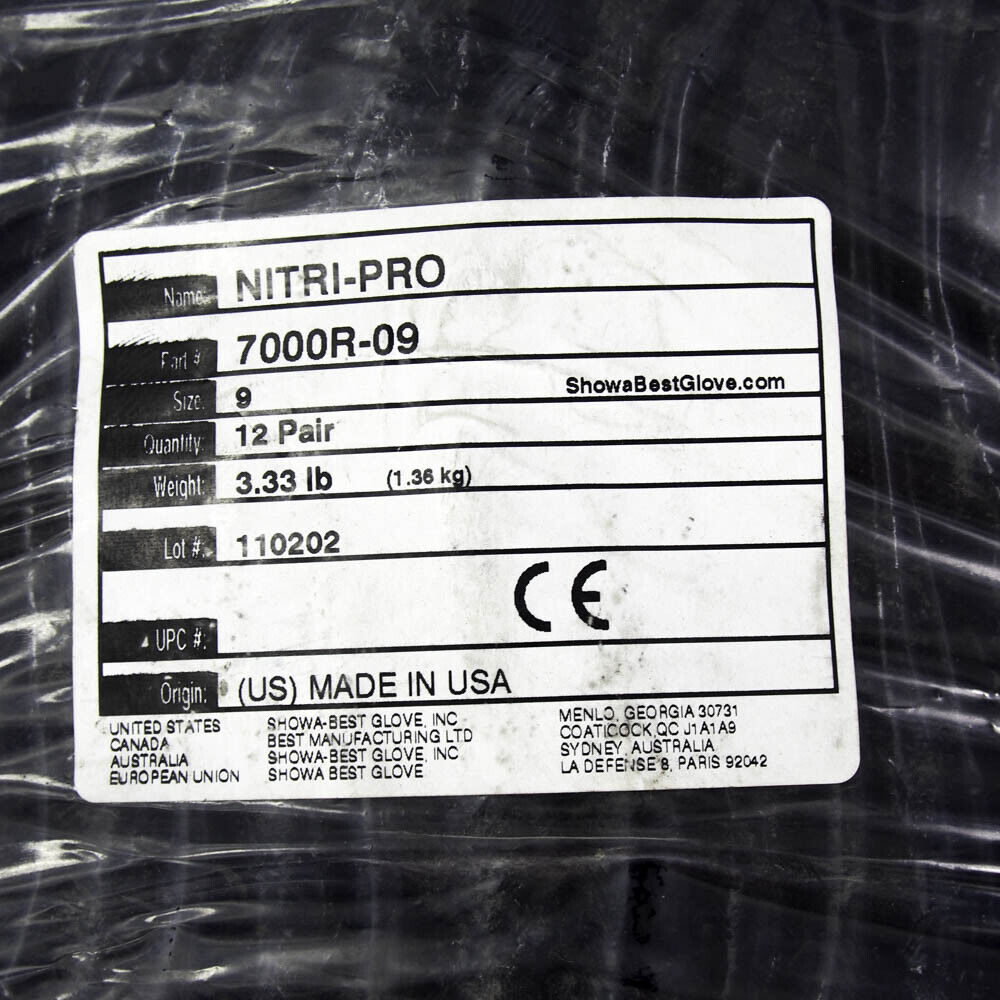 Name: NITRI-PRO
Part # 7000R-09
Size: 9
ShowaBestGlove.com
Quantity: 12 Pair
Weight: 3.33 lb (1.36 kg)
Lot #: 110202
CE
UPC #:
Origin: (US) MADE IN USA
UNITED STATES SHOWA-BEST GLOVE, INC MENLO, GEORGIA 30731
CANADA BEST MANUFACTURING LTD COATICOCK,QC J1A1A9
AUSTRALIA SHOWA-BEST GLOVE, INC SYDNEY, AUSTRALIA
EUROPEAN UNION SHOWA BEST GLOVE LA DEFENSE 8, PARIS 92042